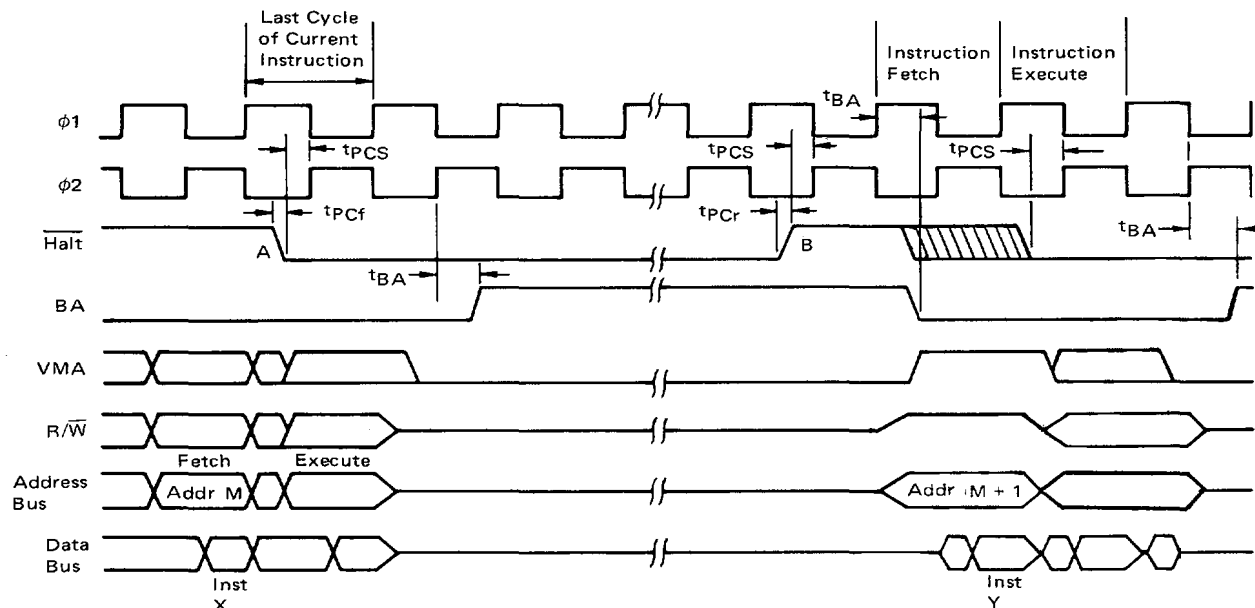 Last Cycle
of Current
Instruction
Instruction
Fetch
Instruction
Execute
tBA
ϕ1
tPCS
tPCS
tPCS
ϕ2
tPCf
tPCr
Halt
A
B
tBA
tBA
BA
VMA
R/W
Fetch
Execute
Address
Bus
Addr M
Addr M + 1
Data
Bus
Inst
X
Inst
Y